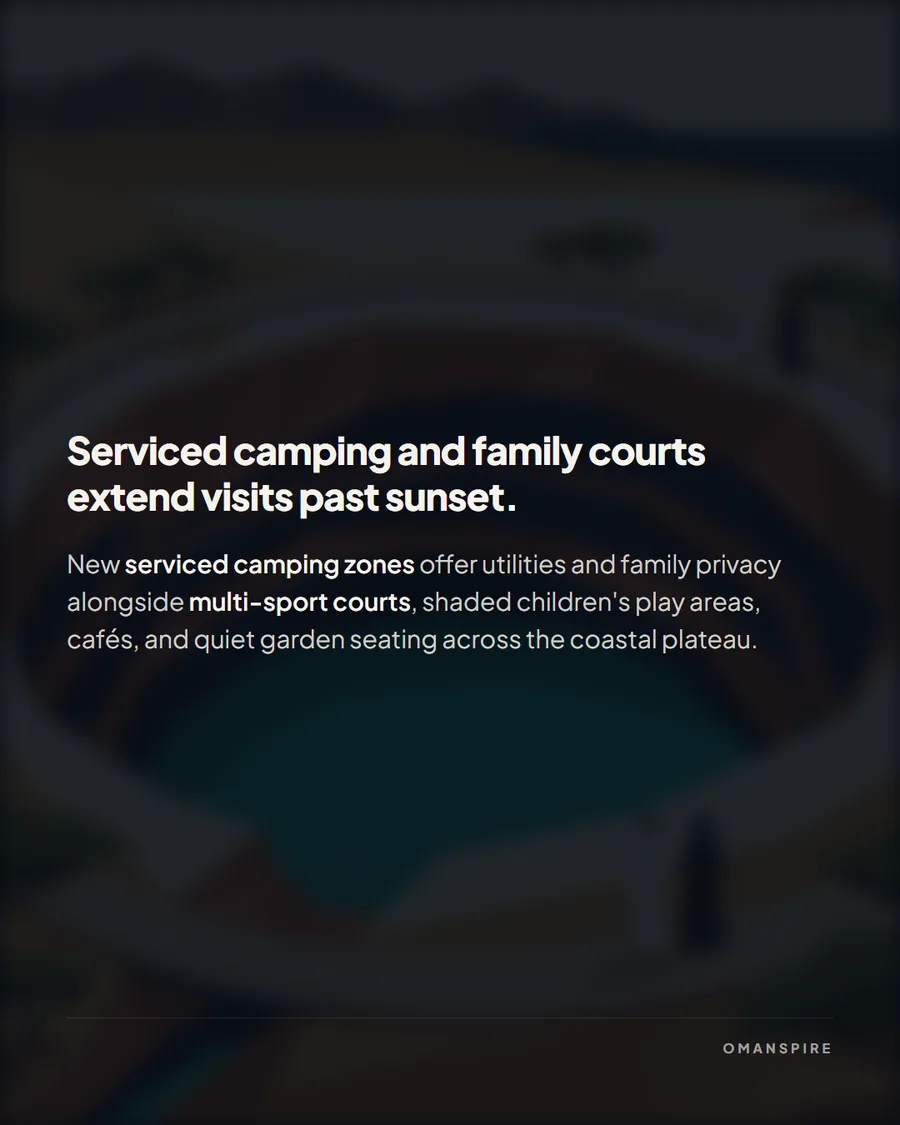 Serviced camping and family courts
extend visits past sunset.
New serviced camping zones offer utilities and family privacy
alongside multi-sport courts, shaded children's play areas,
cafés, and quiet garden seating across the coastal plateau.
OMANSPIRE